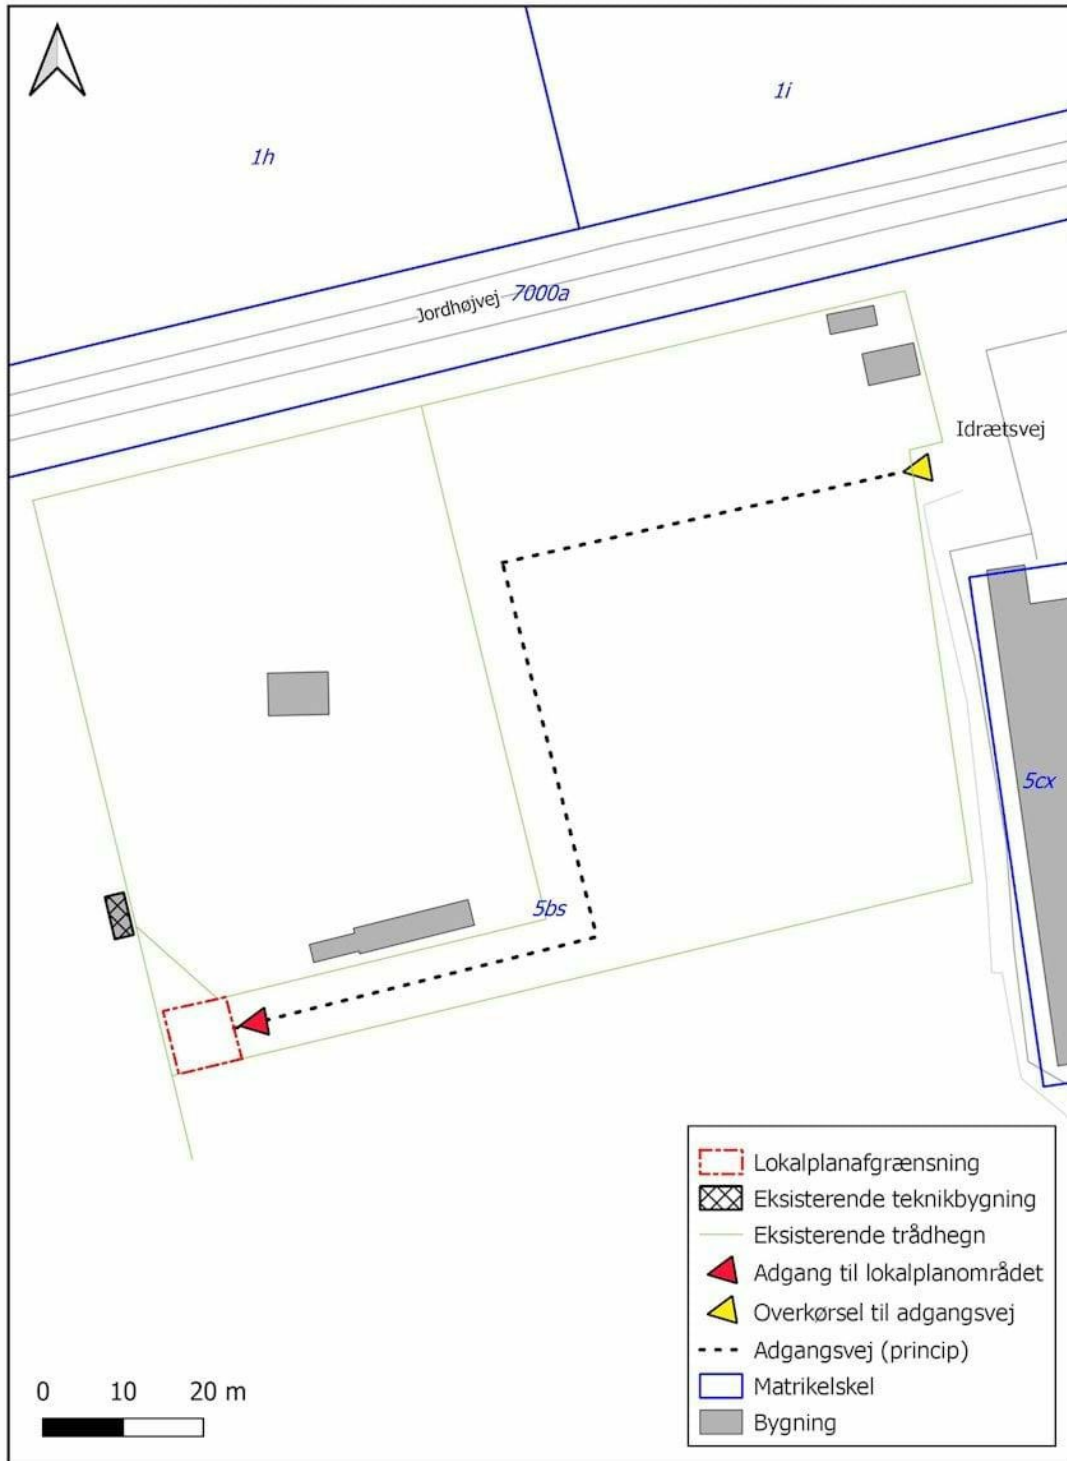 1i
1h
Jordhøjvej 7000a
Idrætsvej
5cx
5bs
Lokalplanafgrænsning
Eksisterende teknikbygning
Eksisterende trådhegn
Adgang til lokalplanområdet
Overkørsel til adgangsvej
Adgangsvej (princip)
Matrikelskel
Bygning
0 10 20 m